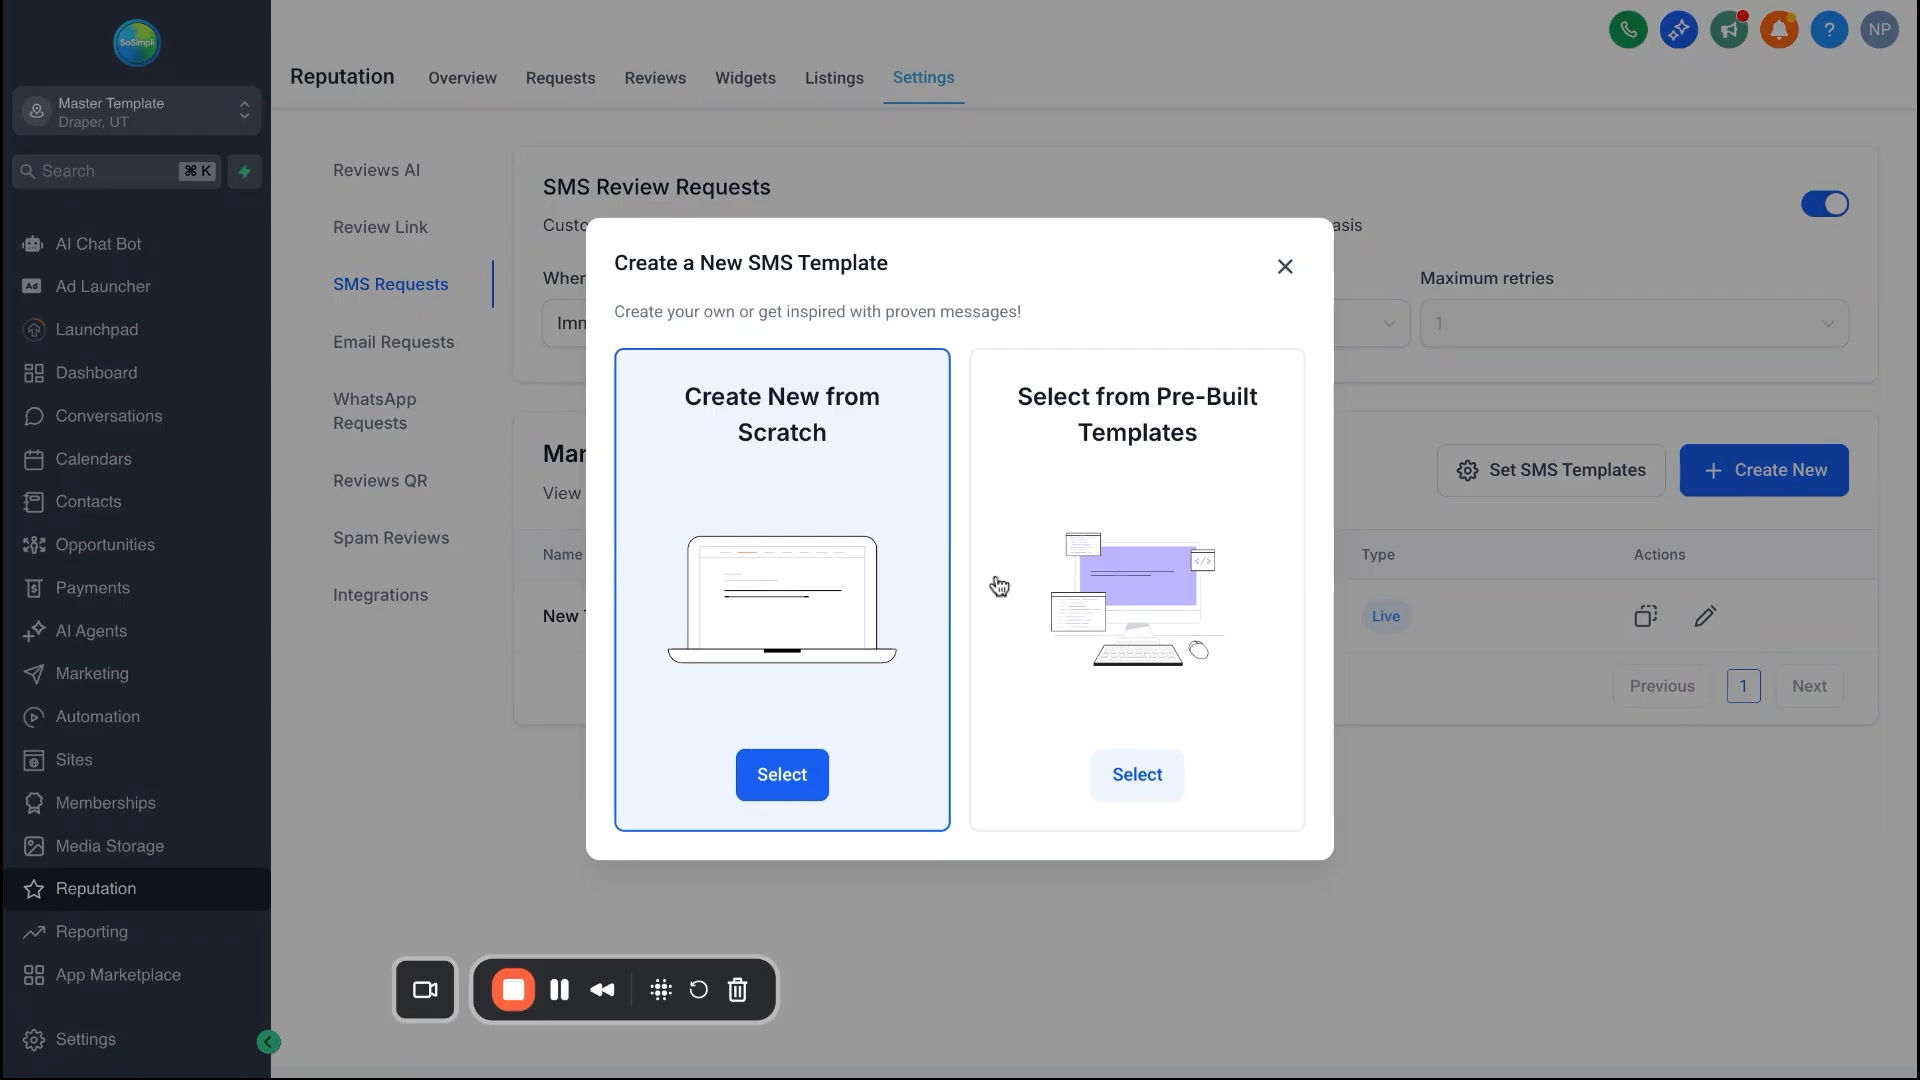 SoSimpli
Master Template
Draper, UT
Search
⌘ K
AI Chat Bot
Ad
Ad Launcher
Launchpad
Dashboard
Conversations
Calendars
Contacts
Opportunities
Payments
AI Agents
Marketing
Automation
Sites
Memberships
Media Storage
Reputation
Reporting
App Marketplace
Settings
Reputation
Overview
Requests
Reviews
Widgets
Listings
Settings
?
NP
Reviews AI
Review Link
SMS Requests
Email Requests
WhatsApp
Requests
Reviews QR
Spam Reviews
Integrations
SMS Review Requests
Maximum retries
1
View
Set SMS Templates
Create New
Name
Type
Actions
New
Live
Previous
1
Next
Create a New SMS Template
Create your own or get inspired with proven messages!
Create New from
Scratch
Select
Select from Pre-Built
Templates
</>
Select